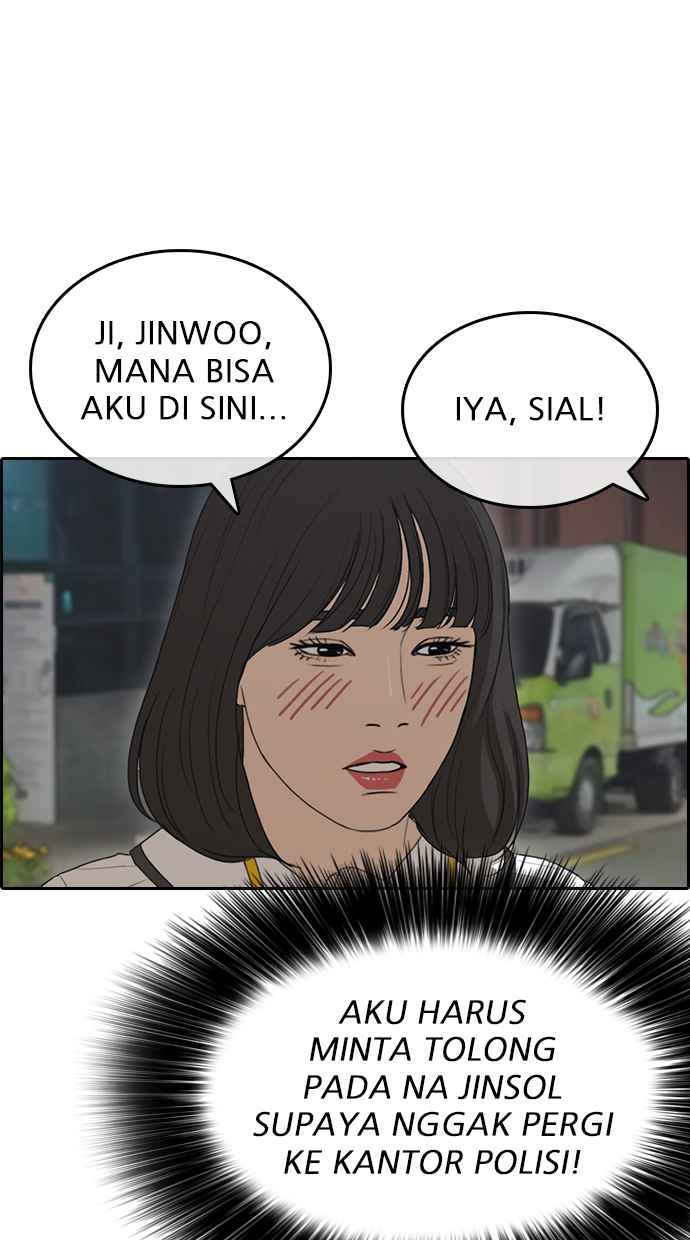 JI, JINWOO,
MANA BISA
AKU DI SINI...
IYA, SIAL!
AKU HARUS
MINTA TOLONG
PADA NA JINSOL
SUPAYA NGGAK PERGI
KE KANTOR POLISI!